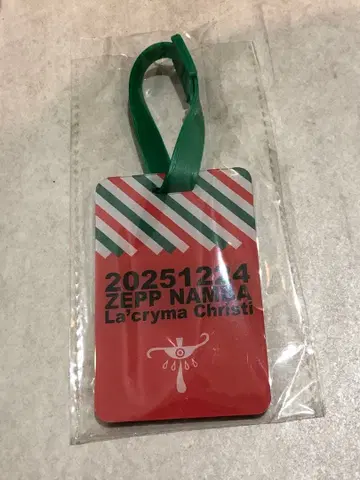 20251224
ZEPP NAMBA
La'cryma Christi